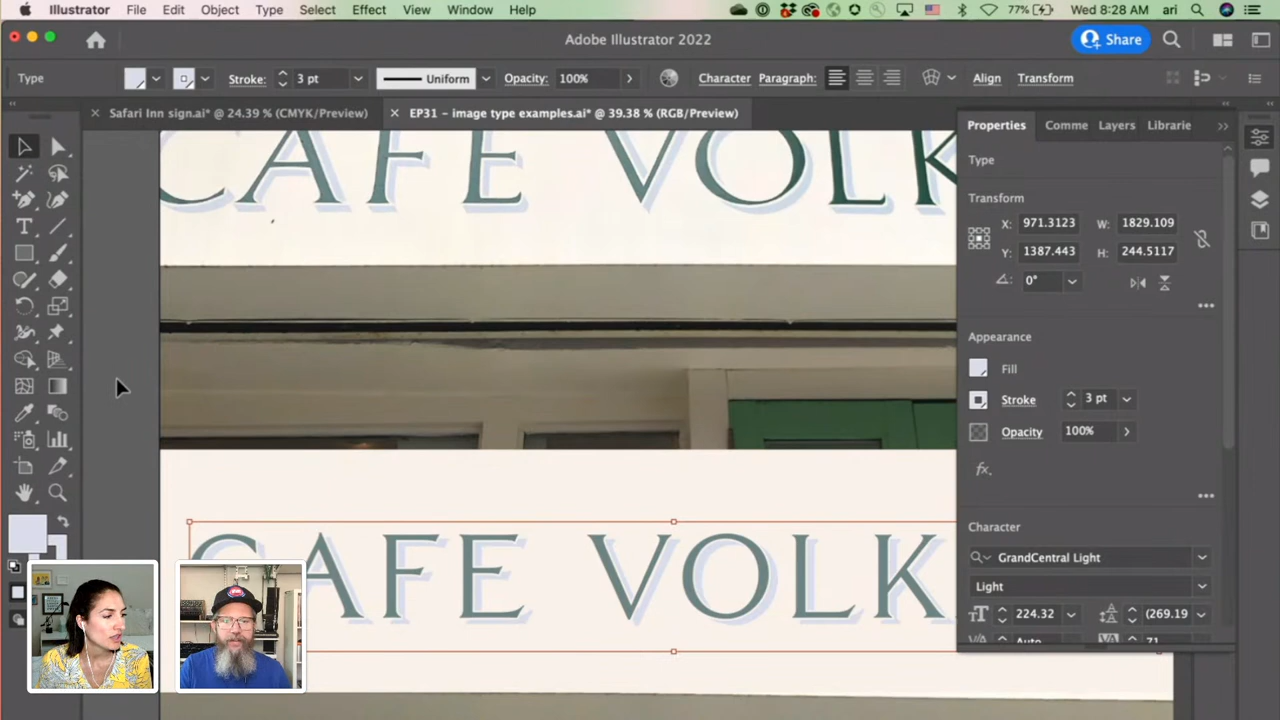 Illustrator File Edit Object Type Select Effect View Window Help 77% Wed 8:28 AM ari
Adobe Illustrator 2022 Share
Type Stroke: 3 pt Uniform Opacity: 100% Character Paragraph: Align Transform
Safari Inn sign.ai* @ 24.39 % (CMYK/Preview) EP31 – image type examples.ai* @ 39.38 % (RGB/Preview)
Properties Comme Layers Librarie
CAFE VOLK
Type
Transform
X: 971.3123 W: 1829.109
Y: 1387.443 H: 244.5117
0°
Appearance
Fill
Stroke 3 pt
Opacity 100%
fx.
Character
GrandCentral Light
Light
224.32 (269.19
Auto 71
CAFE VOLK